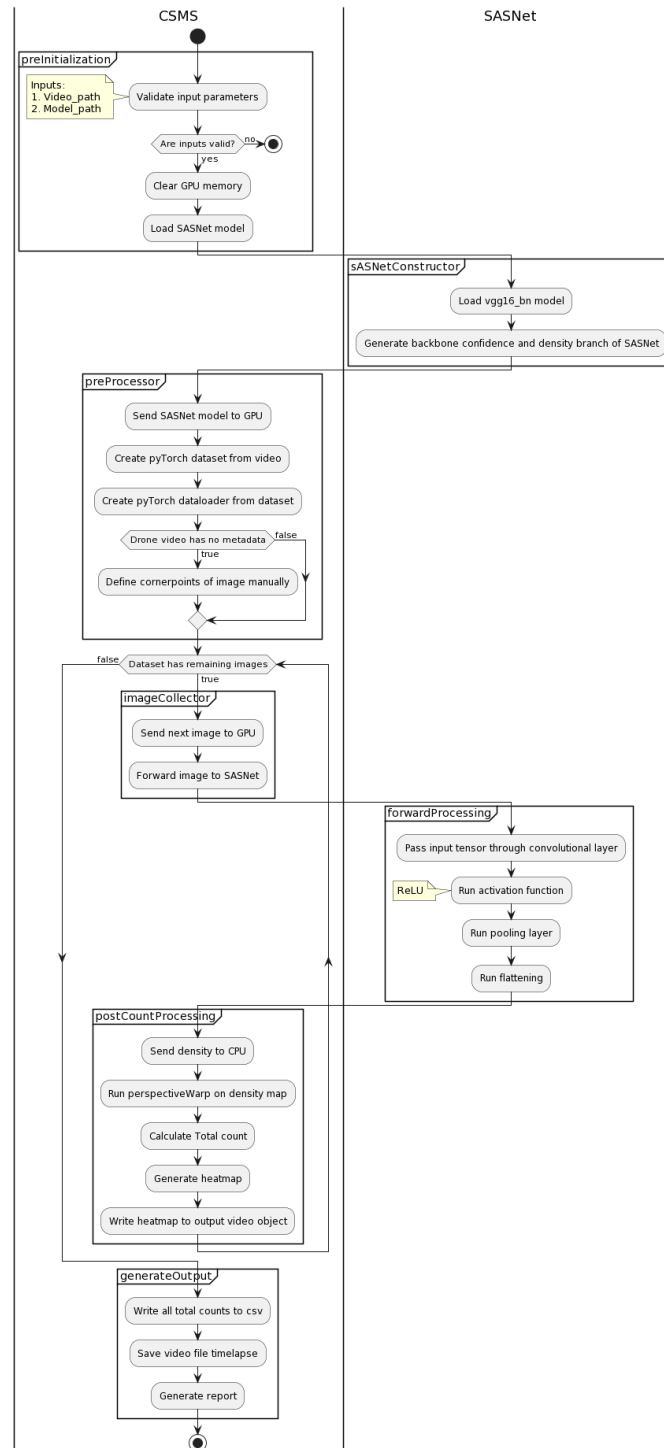 CSMS
SASNet
preInitialization
Inputs:
1. Video_path
2. Model_path
Validate input parameters
Are inputs valid?
no
yes
Clear GPU memory
Load SASNet model
sASNetConstructor
Load vgg16_bn model
Generate backbone confidence and density branch of SASNet
preProcessor
Send SASNet model to GPU
Create pyTorch dataset from video
Create pyTorch dataloader from dataset
Drone video has no metadata
false
true
Define cornerpoints of image manually
false
Dataset has remaining images
true
imageCollector
Send next image to GPU
Forward image to SASNet
forwardProcessing
Pass input tensor through convolutional layer
ReLU
Run activation function
Run pooling layer
Run flattening
postCountProcessing
Send density to CPU
Run perspectiveWarp on density map
Calculate Total count
Generate heatmap
Write heatmap to output video object
generateOutput
Write all total counts to csv
Save video file timelapse
Generate report